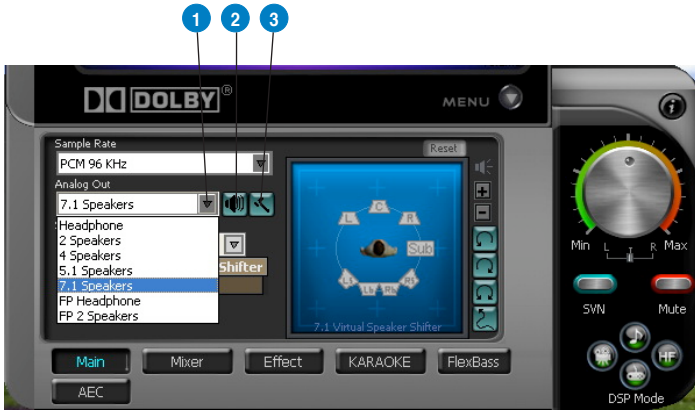 1 2 3
DOLBY®
MENU
i
Sample Rate
Reset
PCM 96 KHz
Analog Out
7.1 Speakers
Headphone
2 Speakers
4 Speakers
5.1 Speakers
7.1 Speakers
FP Headphone
FP 2 Speakers
Shifter
C
L R
Sub
Ls Lb Rb Rs
7.1 Virtual Speaker Shifter
Min L R Max
SVN Mute
HF
DSP Mode
Main Mixer Effect KARAOKE FlexBass
AEC